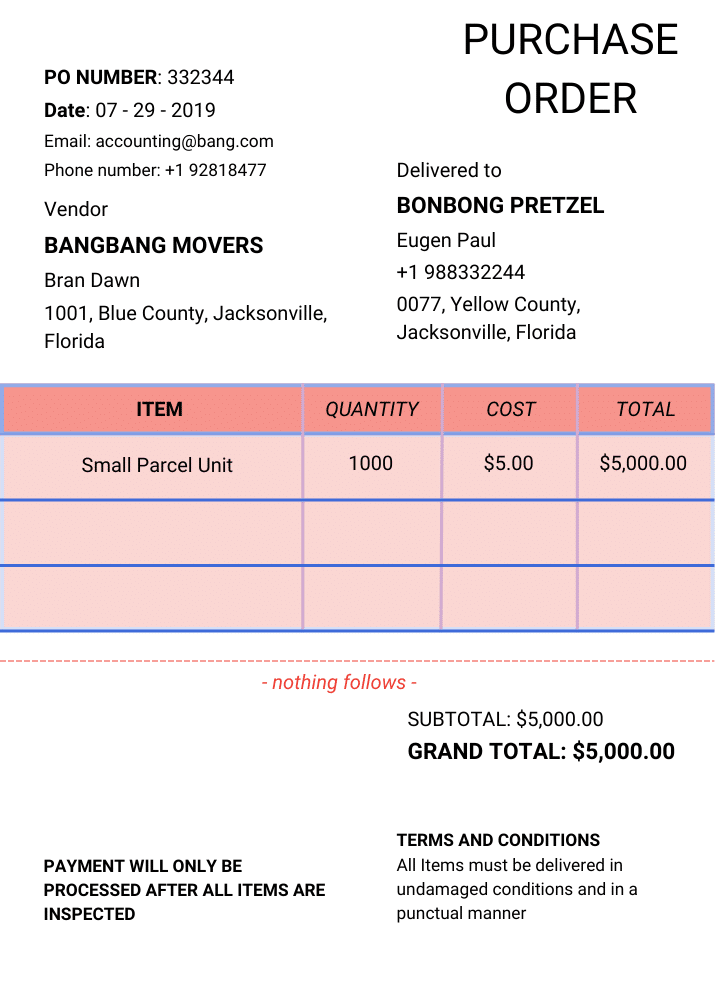 PURCHASE
ORDER
PO NUMBER: 332344
Date: 07 - 29 - 2019
Email: accounting@bang.com
Phone number: +1 92818477
Vendor
BANGBANG MOVERS
Bran Dawn
1001, Blue County, Jacksonville,
Florida
Delivered to
BONBONG PRETZEL
Eugen Paul
+1 988332244
0077, Yellow County,
Jacksonville, Florida
ITEM QUANTITY COST TOTAL
Small Parcel Unit 1000 $5.00 $5,000.00
- nothing follows -
SUBTOTAL: $5,000.00
GRAND TOTAL: $5,000.00
PAYMENT WILL ONLY BE
PROCESSED AFTER ALL ITEMS ARE
INSPECTED
TERMS AND CONDITIONS
All Items must be delivered in
undamaged conditions and in a
punctual manner